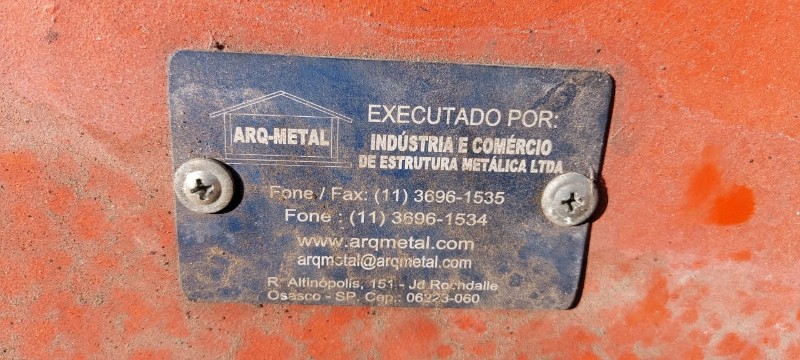 EXECUTADO POR:
ARQ-METAL
INDÚSTRIA E COMÉRCIO
DE ESTRUTURA METÁLICA LTDA
Fone / Fax: (11) 3696-1535
Fone : (11) 3696-1534
www.arqmetal.com
arqmetal@arqmetal.com
R. Altinópolis, 151 - Jd Rochdalle
Osasco - SP. Cep.: 06223-060